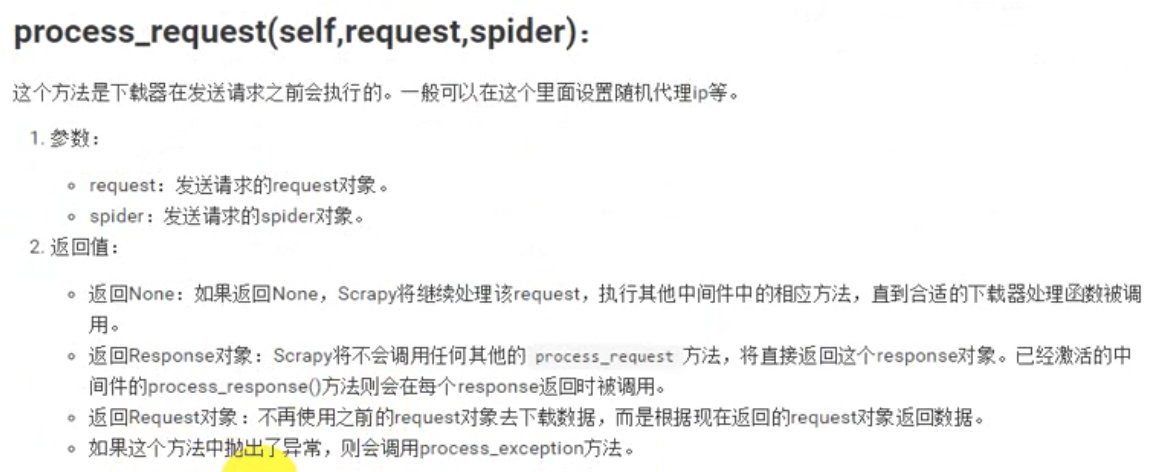 process_request(self,request,spider)：
这个方法是下载器在发送请求之前会执行的。一般可以在这个里面设置随机代理ip等。
1. 参数：
request：发送请求的request对象。
spider：发送请求的spider对象。
2. 返回值：
返回None：如果返回None，Scrapy将继续处理该request，执行其他中间件中的相应方法，直到合适的下载器处理函数被调
用。
返回Response对象：Scrapy将不会调用任何其他的 process_request 方法，将直接返回这个response对象。已经激活的中
间件的process_response()方法则会在每个response返回时被调用。
返回Request对象：不再使用之前的request对象去下载数据，而是根据现在返回的request对象返回数据。
如果这个方法中抛出了异常，则会调用process_exception方法。